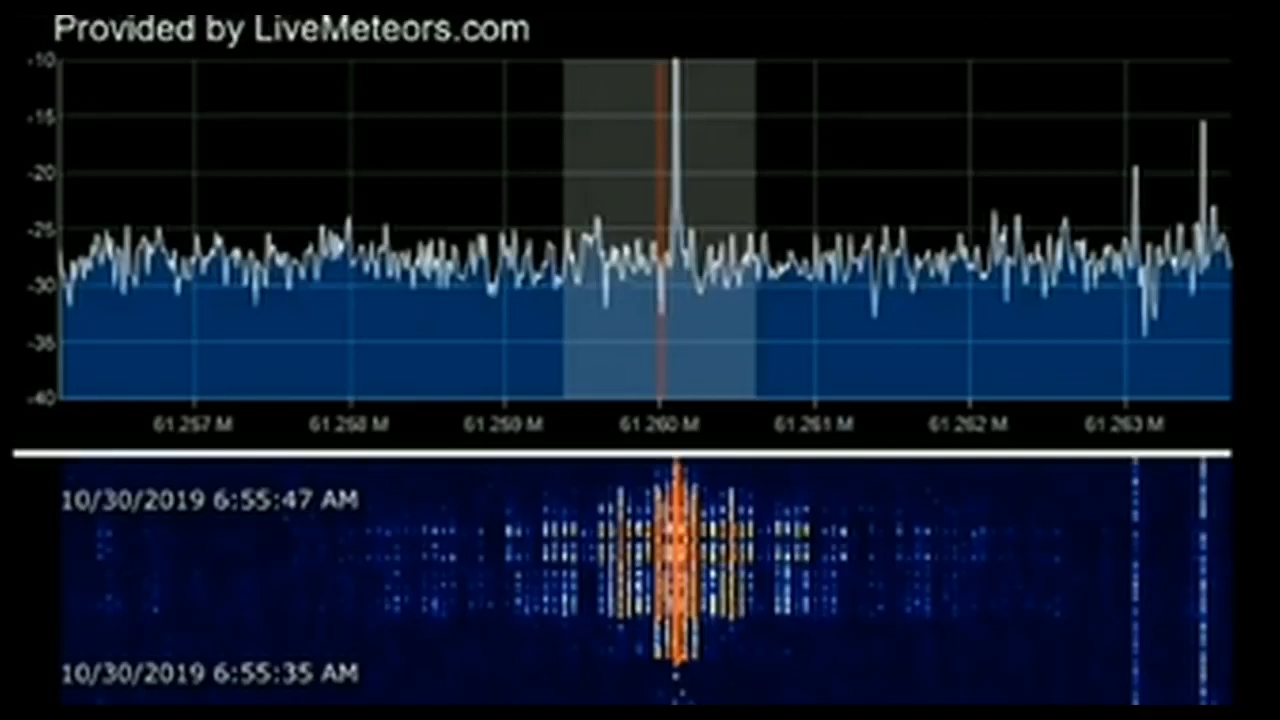 Provided by LiveMeteors.com
-10
-15
-20
-25
-30
-35
-40
61.257 M 61.258 M 61.259 M 61.260 M 61.261 M 61.262 M 61.263 M
10/30/2019 6:55:47 AM
10/30/2019 6:55:35 AM